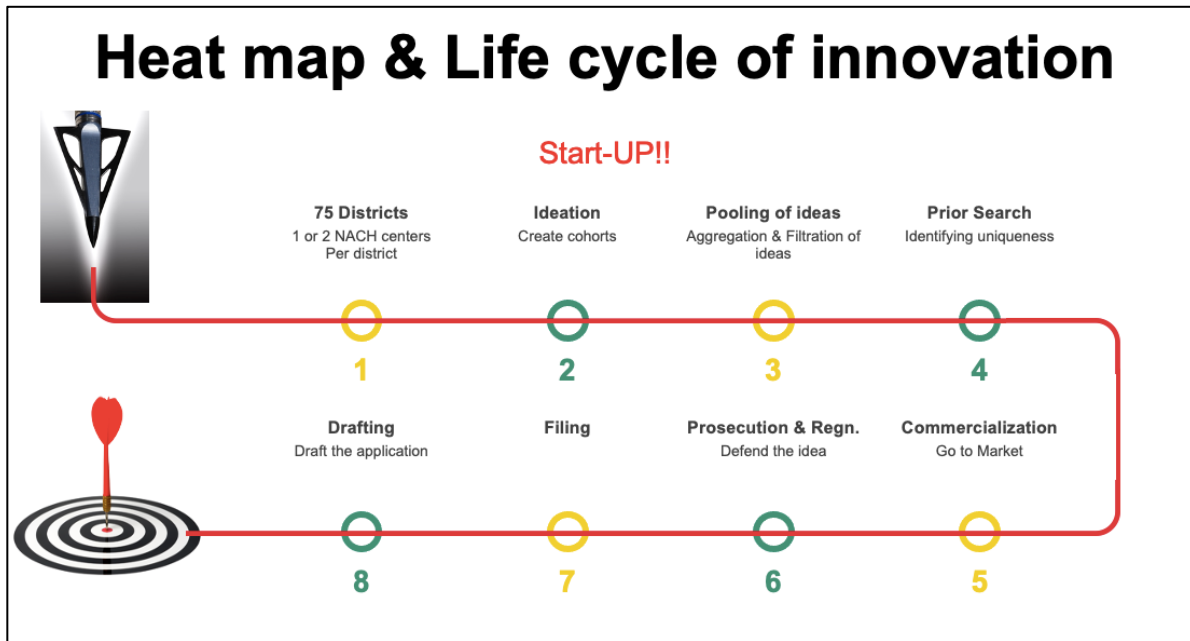 Heat map & Life cycle of innovation
Start-UP!!
75 Districts
1 or 2 NACH centers
Per district
Ideation
Create cohorts
Pooling of ideas
Aggregation & Filtration of
ideas
Prior Search
Identifying uniqueness
1
2
3
4
Drafting
Draft the application
Filing
Prosecution & Regn.
Defend the idea
Commercialization
Go to Market
8
7
6
5